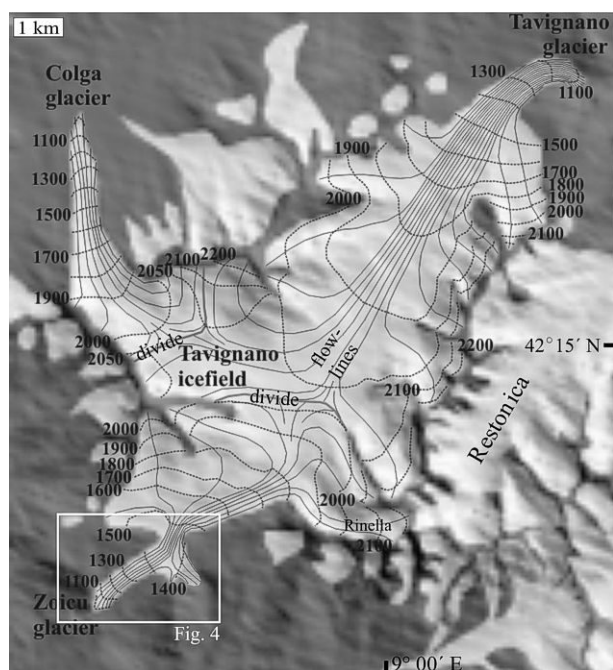 1 km
Tavignano
glacier
Colga
glacier
1300
1100
1100
1300
1500
1700
1900
2000
2050
1900
2000
2050
2100
2200
1500
1700
1800
1900
2000
2100
divide
Tavignano
icefield
flow-
lines
divide
2200
42° 15´ N
2100
Restonica
2000
1900
1800
1700
1600
2000
Rinella
2100
1500
1300
1100
1400
Zoicu
glacier
Fig. 4
9° 00´ E